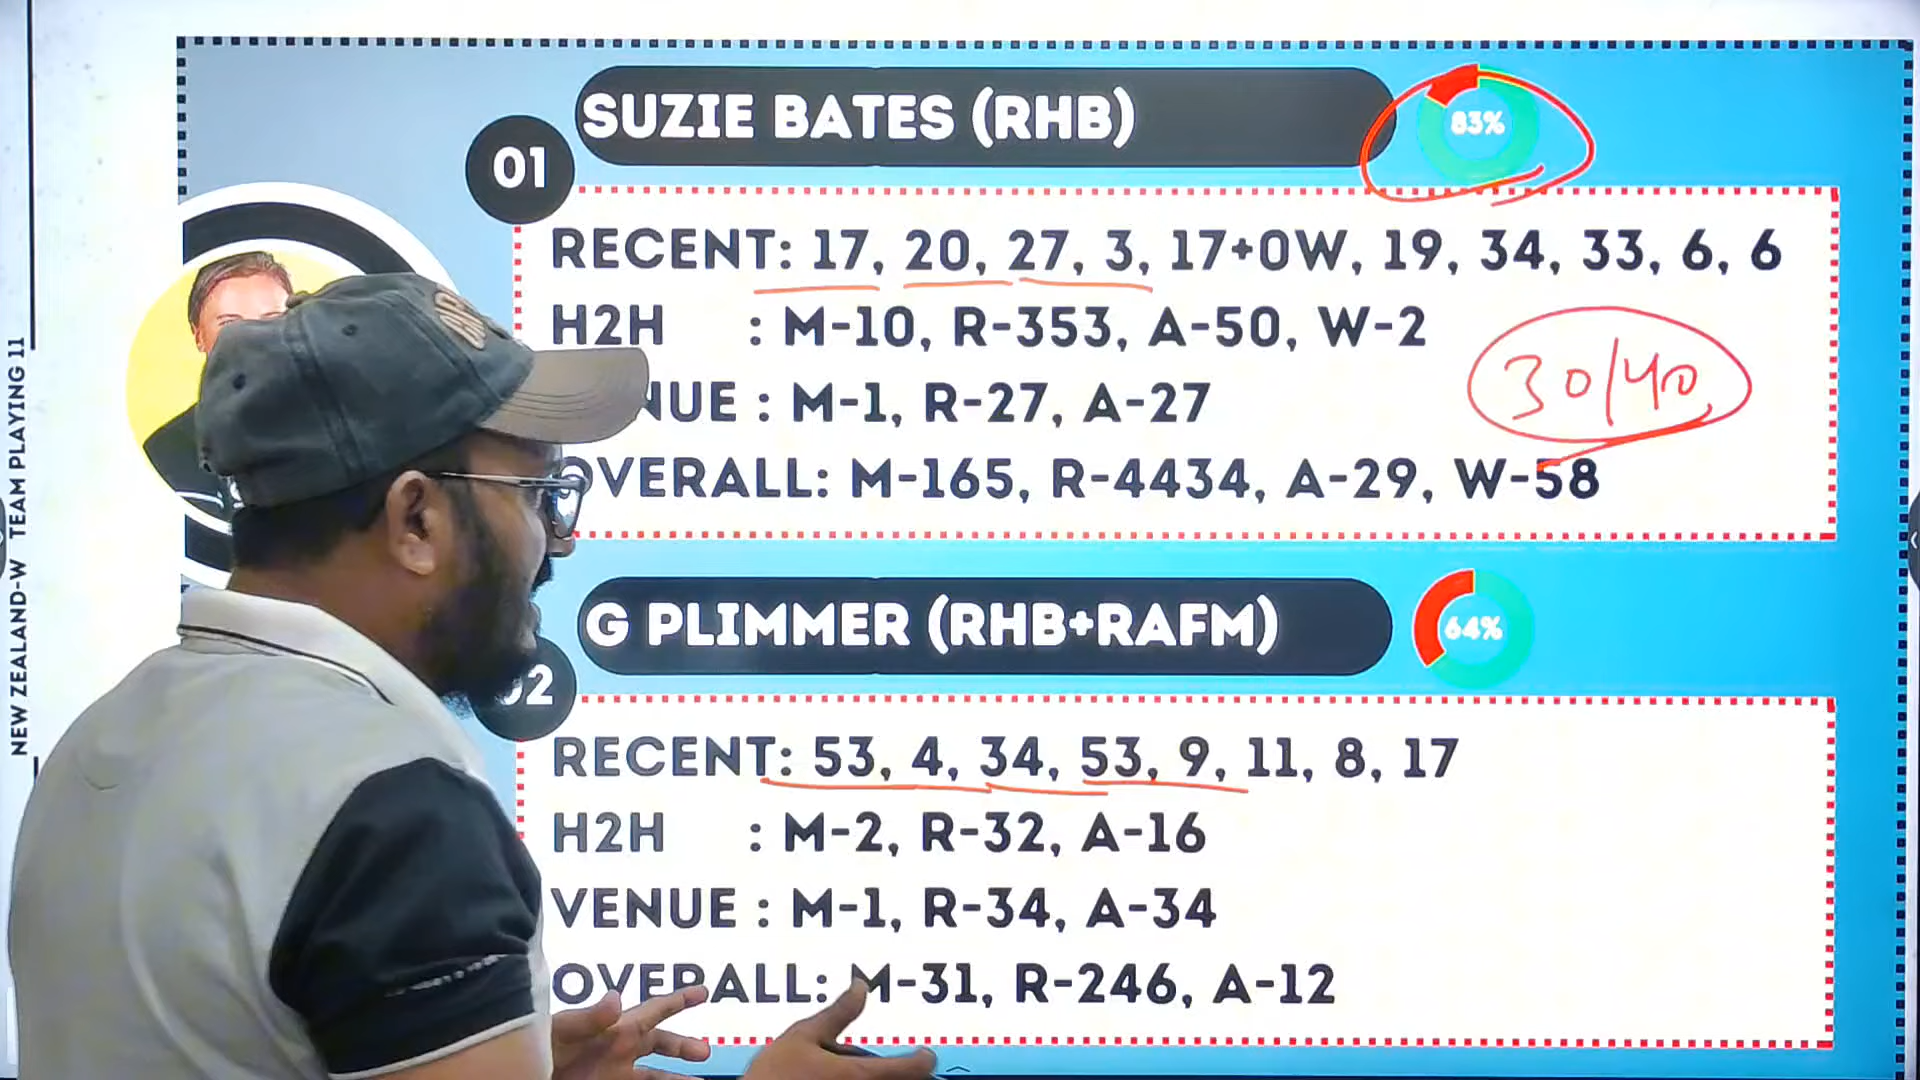 NEW ZEALAND-W TEAM PLAYING 11
01
SUZIE BATES (RHB)
83%
RECENT: 17, 20, 27, 3, 17+0W, 19, 34, 33, 6, 6
H2H : M-10, R-353, A-50, W-2
30/40
NUE : M-1, R-27, A-27
OVERALL: M-165, R-4434, A-29, W-58
02
G PLIMMER (RHB+RAFM)
64%
RECENT: 53, 4, 34, 53, 9, 11, 8, 17
H2H : M-2, R-32, A-16
VENUE : M-1, R-34, A-34
OVERALL: M-31, R-246, A-12